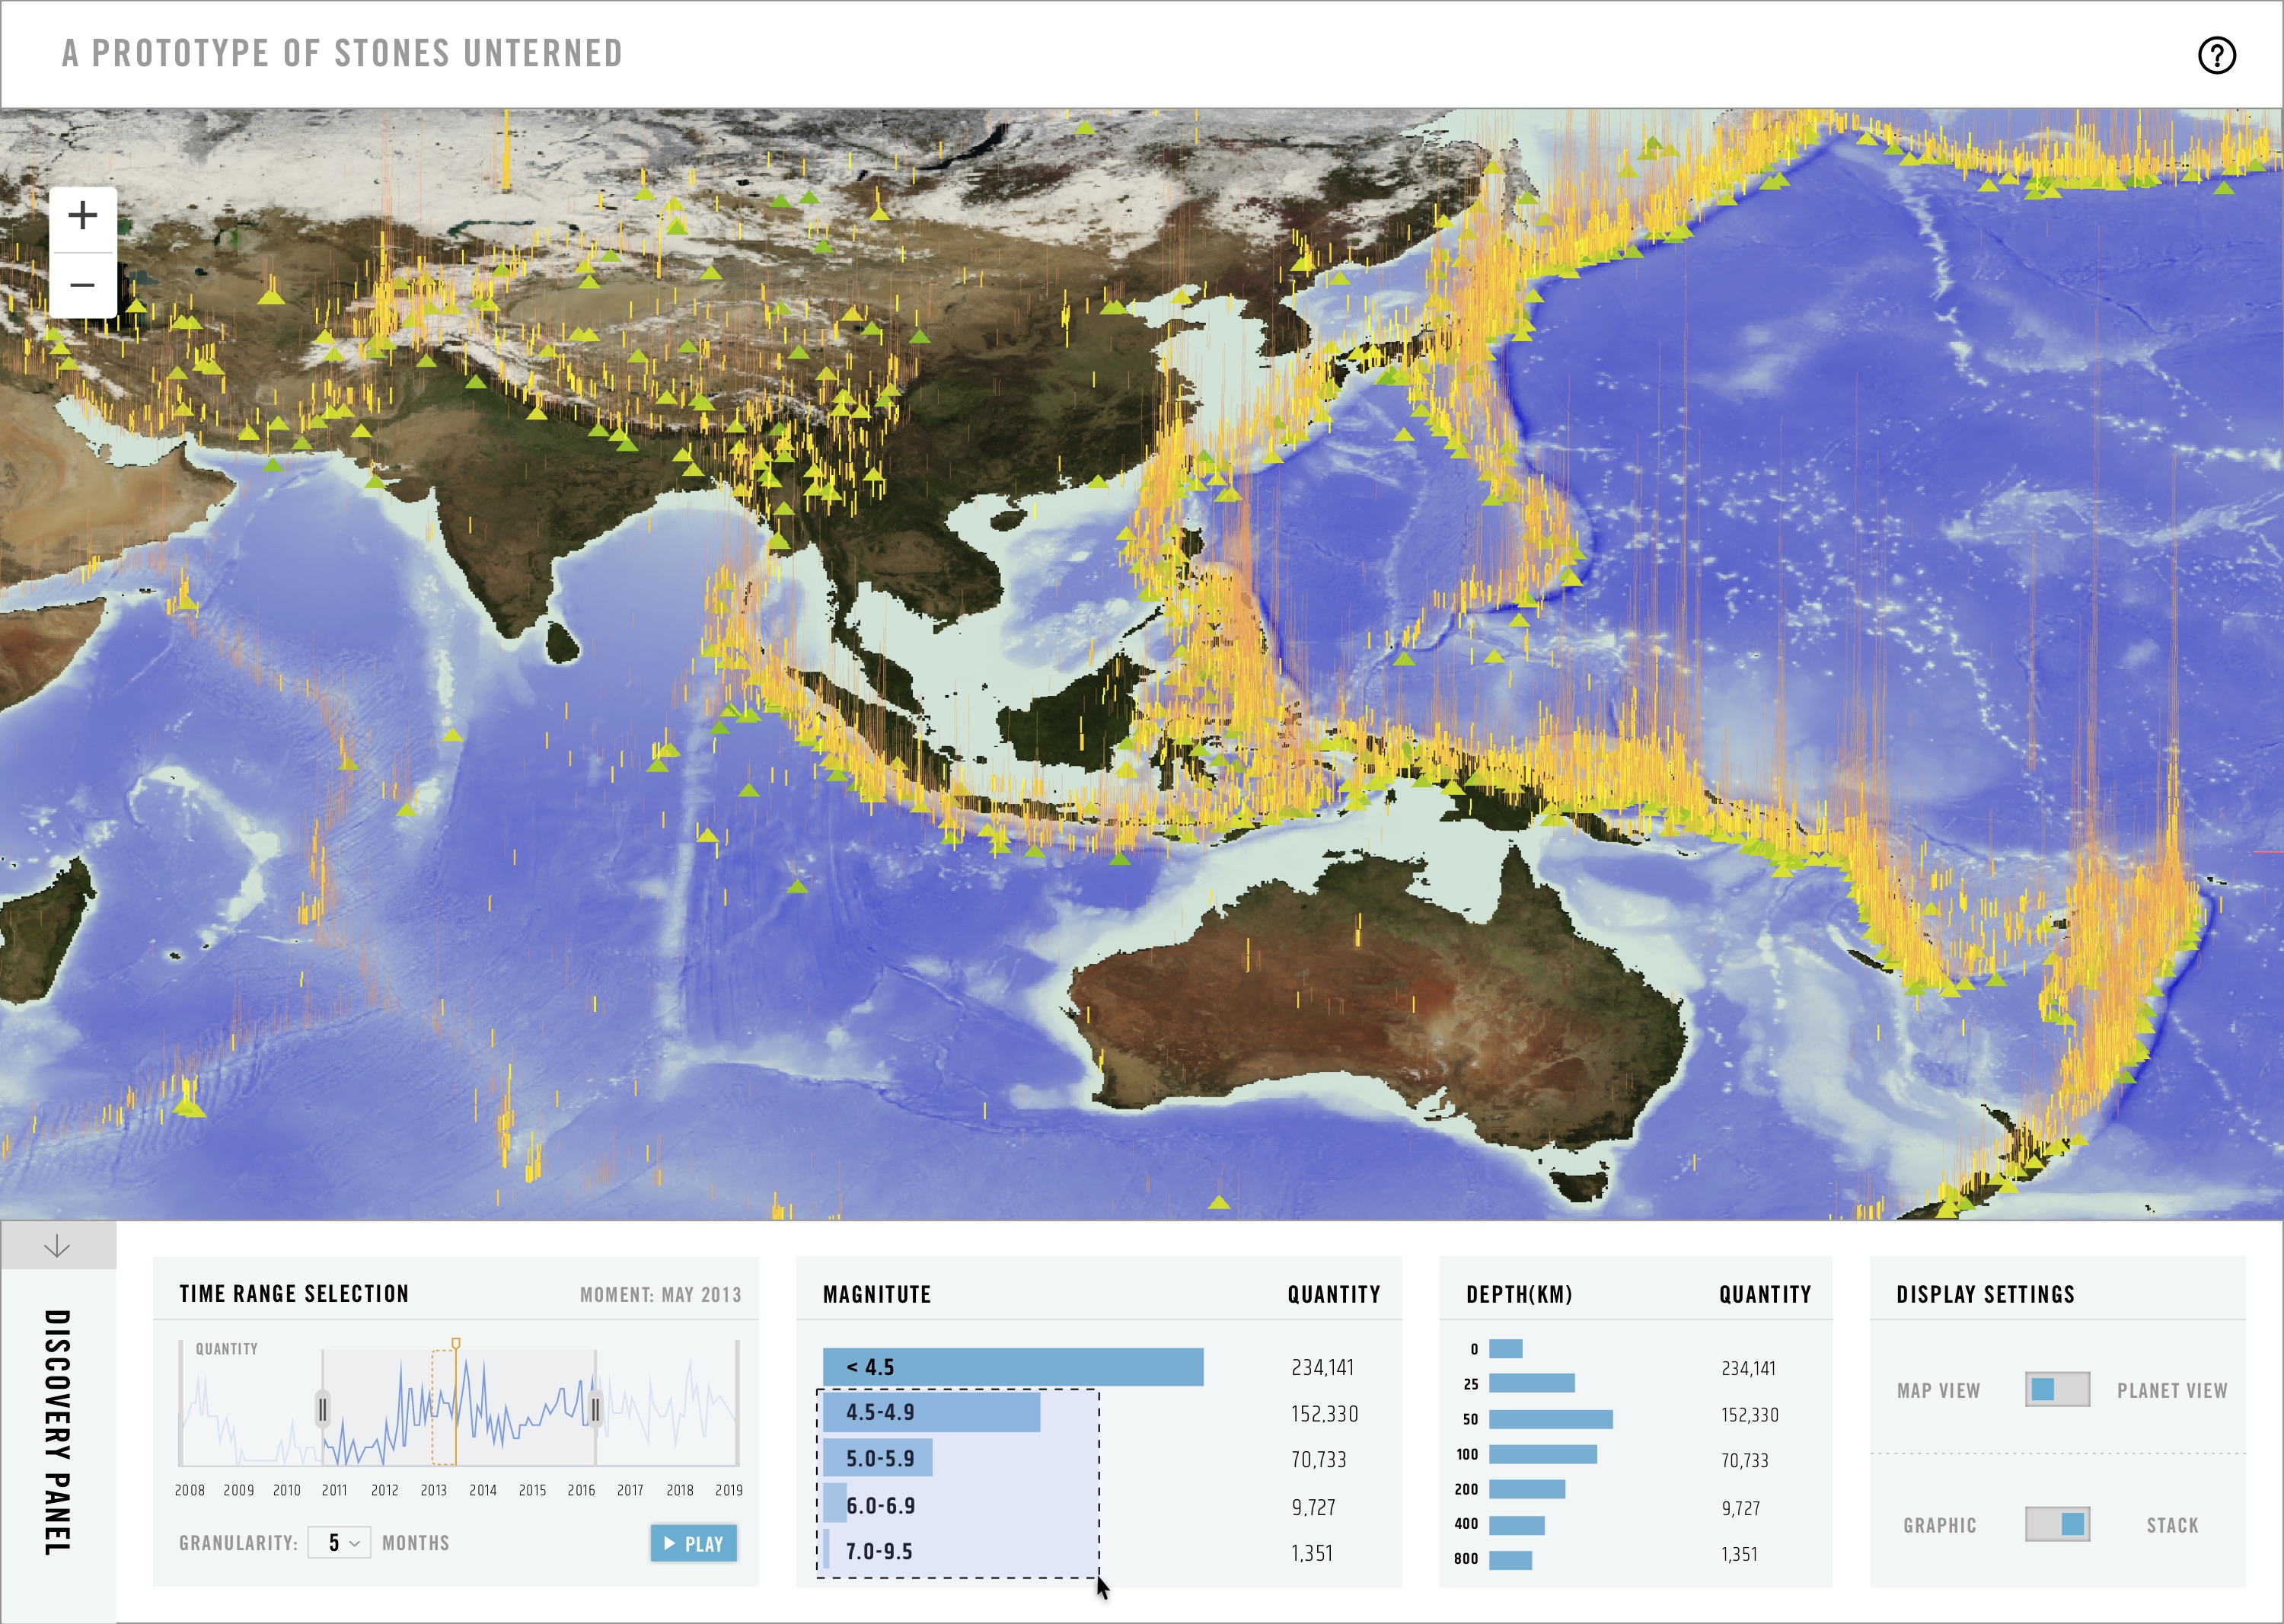 A PROTOTYPE OF STONES UNTERNED
?
+
−
DISCOVERY PANEL
TIME RANGE SELECTION MOMENT: MAY 2013
QUANTITY
2008 2009 2010 2011 2012 2013 2014 2015 2016 2017 2018 2019
GRANULARITY: 5 MONTHS PLAY
MAGNITUTE QUANTITY
< 4.5 234,141
4.5-4.9 152,330
5.0-5.9 70,733
6.0-6.9 9,727
7.0-9.5 1,351
DEPTH(KM) QUANTITY
0
234,141
25
152,330
50
100 70,733
200
9,727
400
1,351
800
DISPLAY SETTINGS
MAP VIEW PLANET VIEW
GRAPHIC STACK